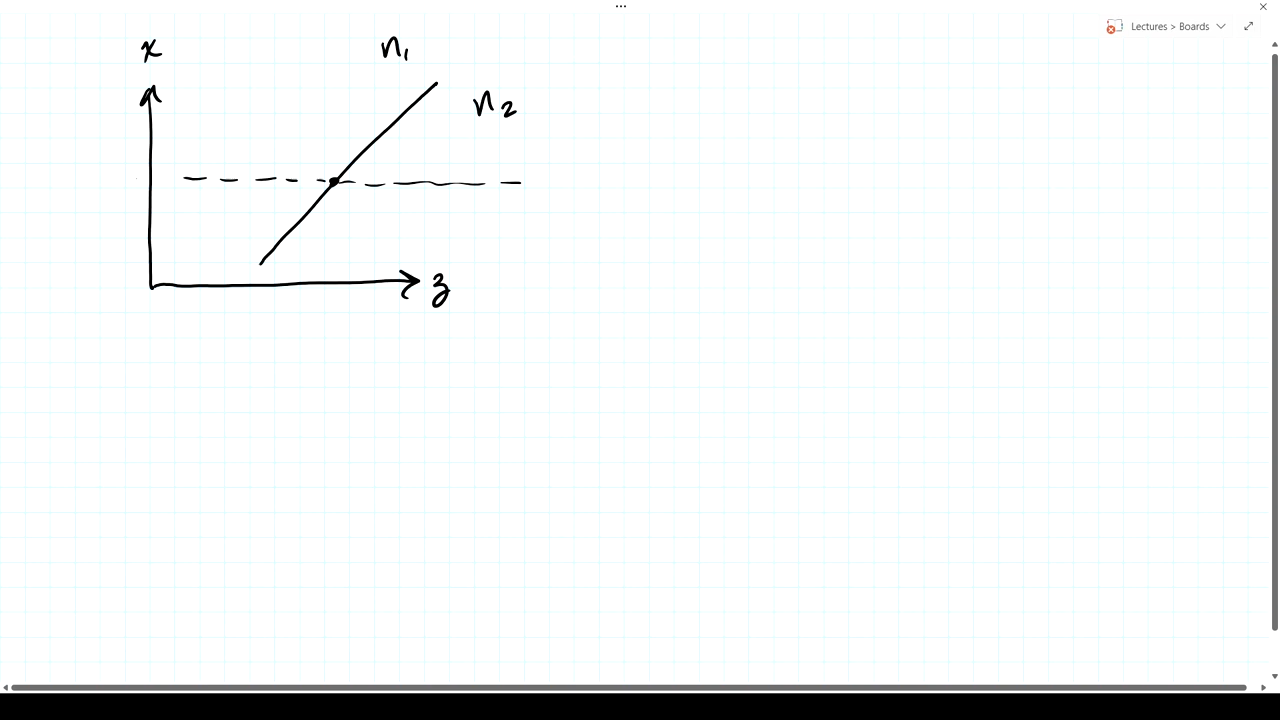 Lectures > Boards
x
n₁
n₂
z